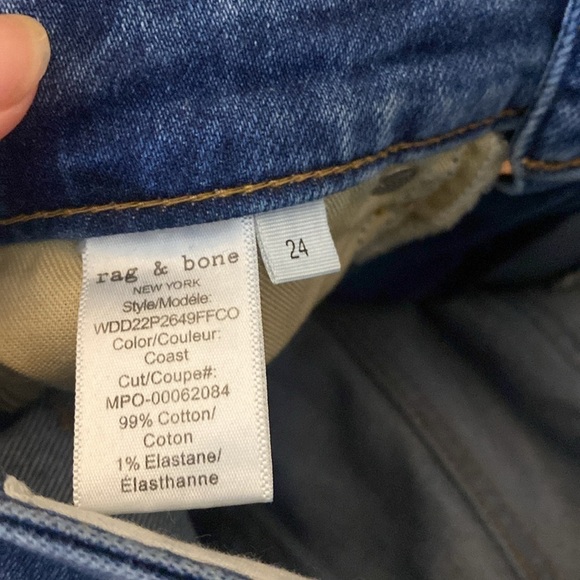 rag & bone
NEW YORK
Style/Modéle:
WDD22P2649FFCO
Color/Couleur:
Coast
Cut/Coupe#:
MPO-00062084
99% Cotton/
Coton
1% Elastane/
Élasthanne
24